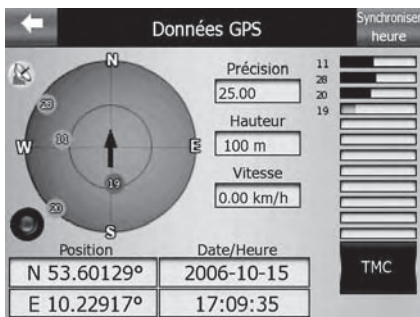 Données GPS
Synchroniser
heure
N
W
E
S
28
11
19
20
Précision
25.00
Hauteur
100 m
Vitesse
0.00 km/h
11
28
20
19
Position
N 53.60129°
E 10.22917°
Date/Heure
2006-10-15
17:09:35
TMC